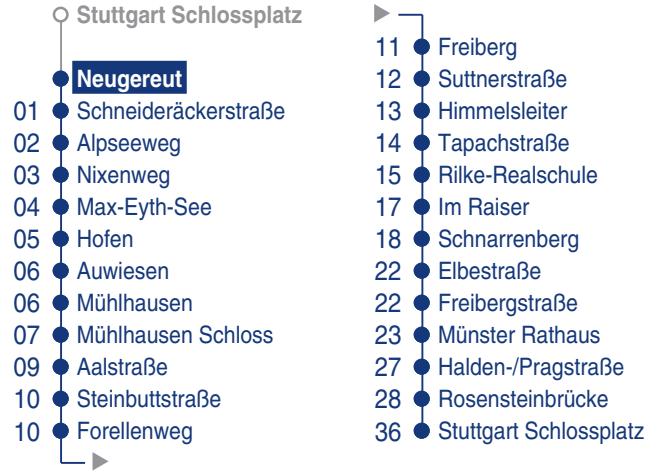 Stuttgart Schlossplatz
Neugereut
01 Schneideräckerstraße
02 Alpseeweg
03 Nixenweg
04 Max-Eyth-See
05 Hofen
06 Auwiesen
06 Mühlhausen
07 Mühlhausen Schloss
09 Aalstraße
10 Steinbuttstraße
10 Forellenweg
11 Freiberg
12 Suttnerstraße
13 Himmelsleiter
14 Tapachstraße
15 Rilke-Realschule
17 Im Raiser
18 Schnarrenberg
22 Elbestraße
22 Freibergstraße
23 Münster Rathaus
27 Halden-/Pragstraße
28 Rosensteinbrücke
36 Stuttgart Schlossplatz